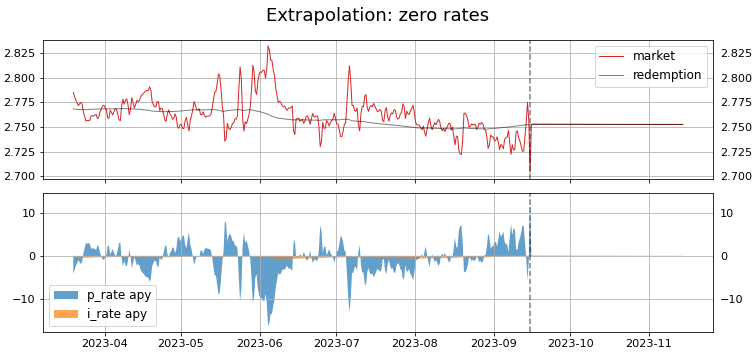 Extrapolation: zero rates
2.825 2.825
2.800 2.800
2.775 2.775
2.750 2.750
2.725 2.725
2.700 2.700
market
redemption
10 10
0 0
−10 −10
p_rate apy
i_rate apy
2023-04 2023-05 2023-06 2023-07 2023-08 2023-09 2023-10 2023-11